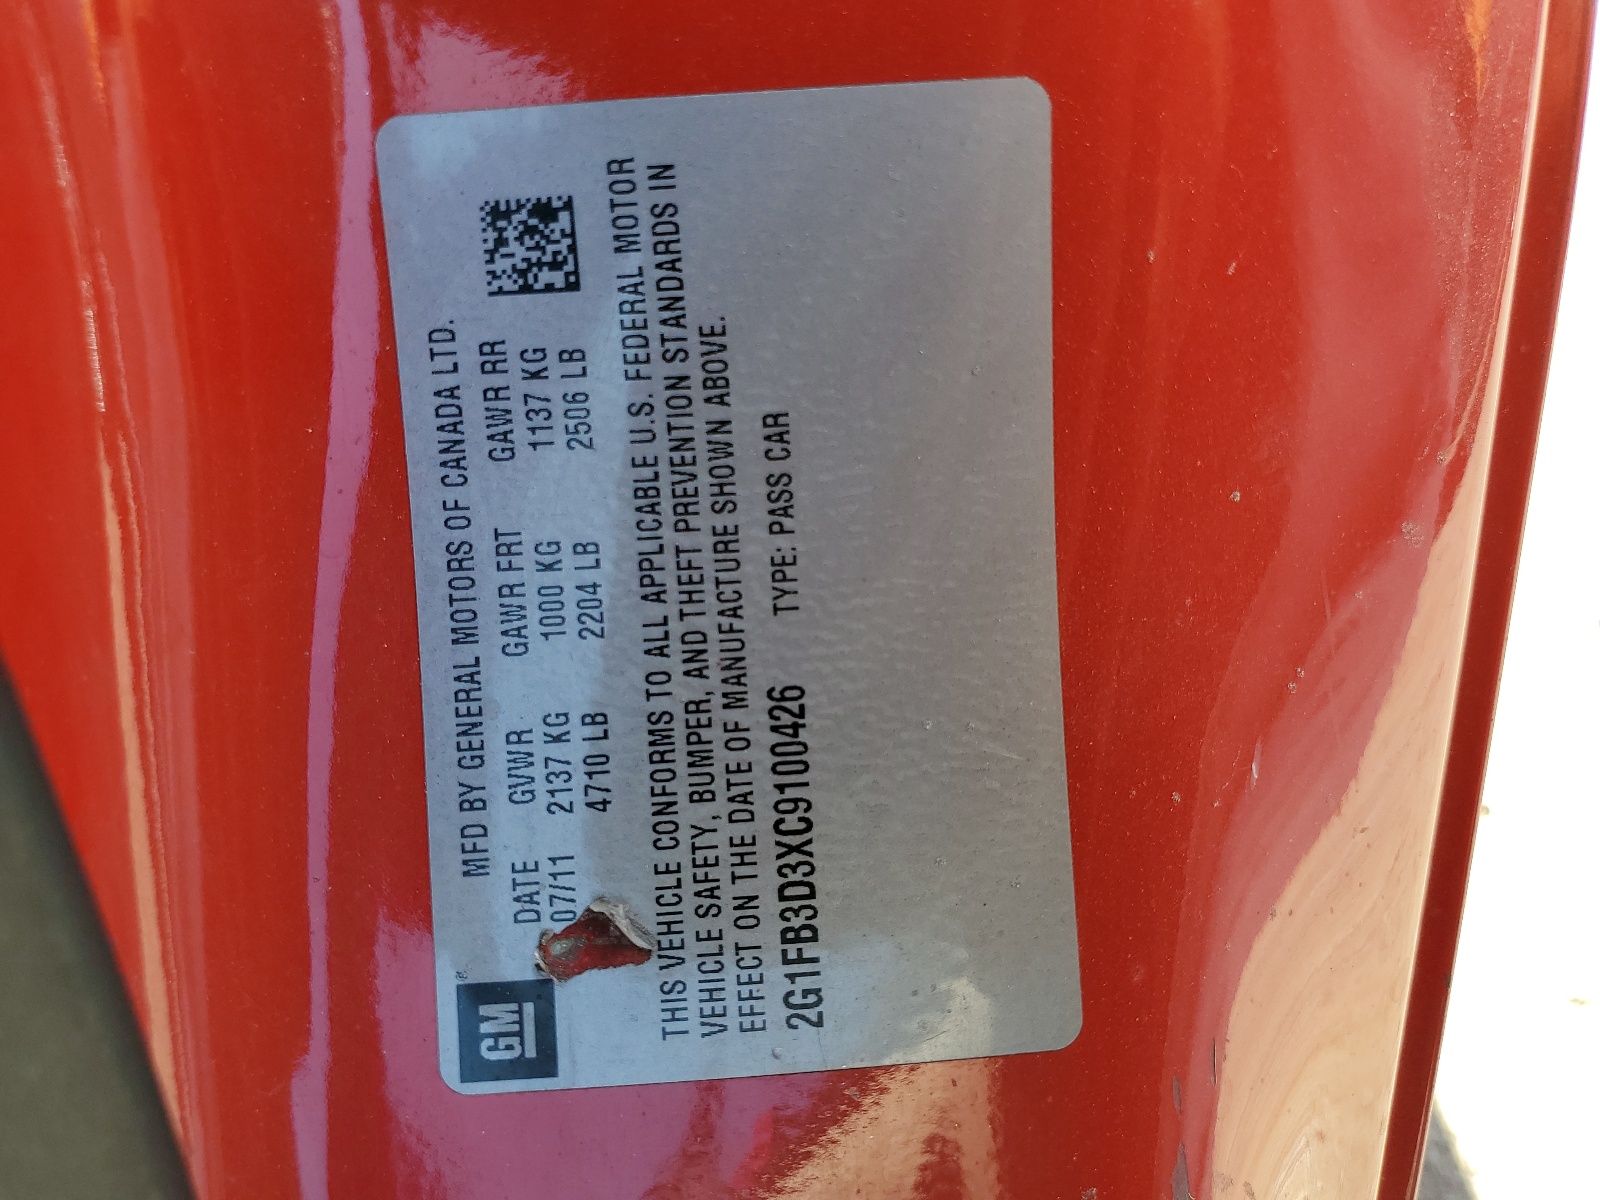 GM
MFD BY GENERAL MOTORS OF CANADA LTD.
DATE GVWR GAWR FRT GAWR RR
07/11 2137 KG 1000 KG 1137 KG
4710 LB 2204 LB 2506 LB
THIS VEHICLE CONFORMS TO ALL APPLICABLE U.S. FEDERAL MOTOR
VEHICLE SAFETY, BUMPER, AND THEFT PREVENTION STANDARDS IN
EFFECT ON THE DATE OF MANUFACTURE SHOWN ABOVE.
2G1FB3D3XC9100426 TYPE: PASS CAR